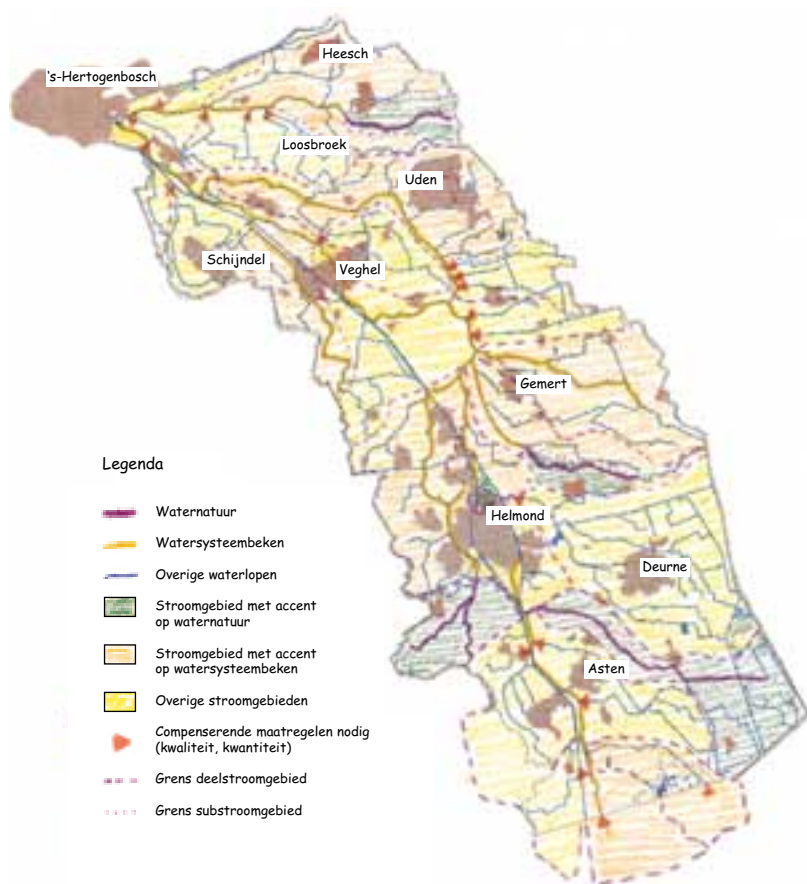 Heesch
's-Hertogenbosch
Loosbroek
Uden
Schijndel
Veghel
Gemert
Helmond
Deurne
Asten
Legenda
Waternatuur
Watersysteembeken
Overige waterlopen
Stroomgebied met accent
op waternatuur
Stroomgebied met accent
op watersysteembeken
Overige stroomgebieden
Compenserende maatregelen nodig
(kwaliteit, kwantiteit)
Grens deelstroomgebied
Grens substroomgebied